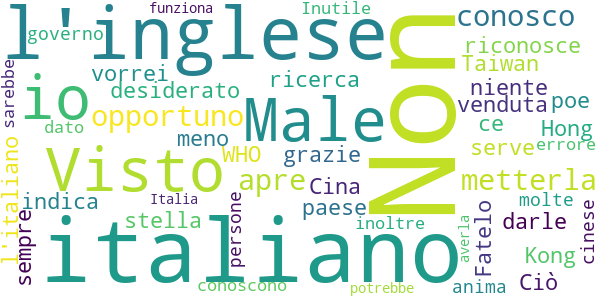 funziona
Inutile
l'inglese
Non
conosco
governo
riconosce
vorrei
ricerca
Taiwan
sarebbe
io
desiderato
niente
opportuno
Male
venduta
poe
dato
meno
ce
Hong
WHO
grazie
serve
errore
l'italiano
Visto
apre
Cina
metterla
indica
Italia
paese
molte
sempre
stella
persone
inoltre
Fatelo
darle
cinese
italiano
averla
Kong
conoscono
potrebbe
anima
Ciò